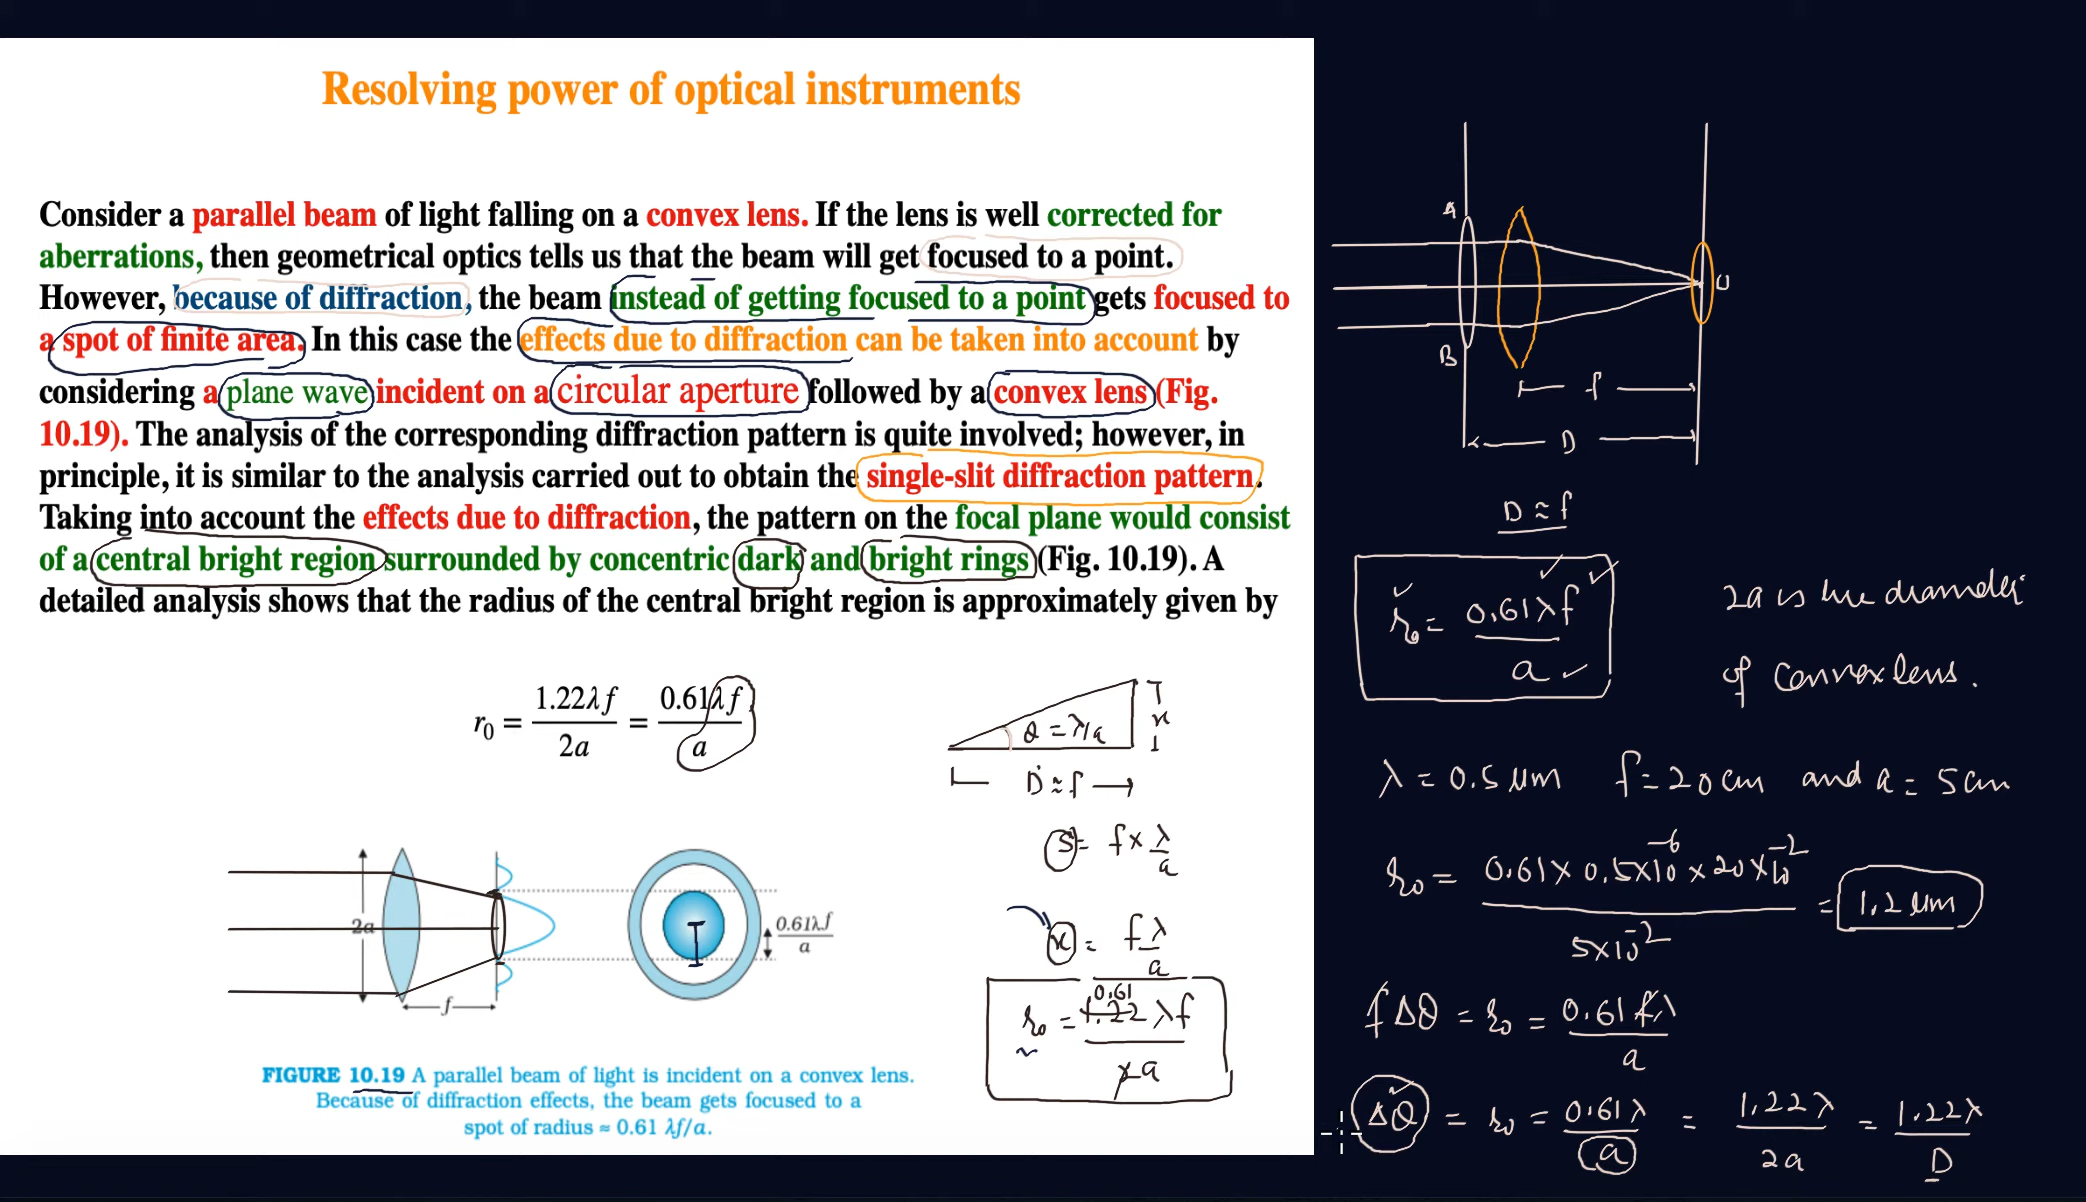 Resolving power of optical instruments
Consider a parallel beam of light falling on a convex lens. If the lens is well corrected for
aberrations, then geometrical optics tells us that the beam will get focused to a point.
However, because of diffraction, the beam instead of getting focused to a point gets focused to
a spot of finite area. In this case the effects due to diffraction can be taken into account by
considering a plane wave incident on a circular aperture followed by a convex lens (Fig.
10.19). The analysis of the corresponding diffraction pattern is quite involved; however, in
principle, it is similar to the analysis carried out to obtain the single-slit diffraction pattern.
Taking into account the effects due to diffraction, the pattern on the focal plane would consist
of a central bright region surrounded by concentric dark and bright rings (Fig. 10.19). A
detailed analysis shows that the radius of the central bright region is approximately given by
r₀ = 1.22λf / 2a = 0.61λf / a
θ = λ/a
x
D ≈ f
S = f × λ/a
x = fλ/a
r₀ = 0.61 1.22 λf / 2a
2a
f
0.61λf / a
FIGURE 10.19 A parallel beam of light is incident on a convex lens.
Because of diffraction effects, the beam gets focused to a
spot of radius ≈ 0.61 λf/a.
A
B
O
f
D
D ≈ f
r₀ = 0.61λf / a
2a is the diameter
of convex lens.
λ = 0.5 μm f = 20 cm and a = 5 cm
r₀ = 0.61 × 0.5×10⁻⁶ × 20×10⁻² / 5×10⁻² = 1.2 μm
f Δθ = r₀ = 0.61 fλ / a
Δθ = r₀ = 0.61λ / a = 1.22λ / 2a = 1.22λ / D